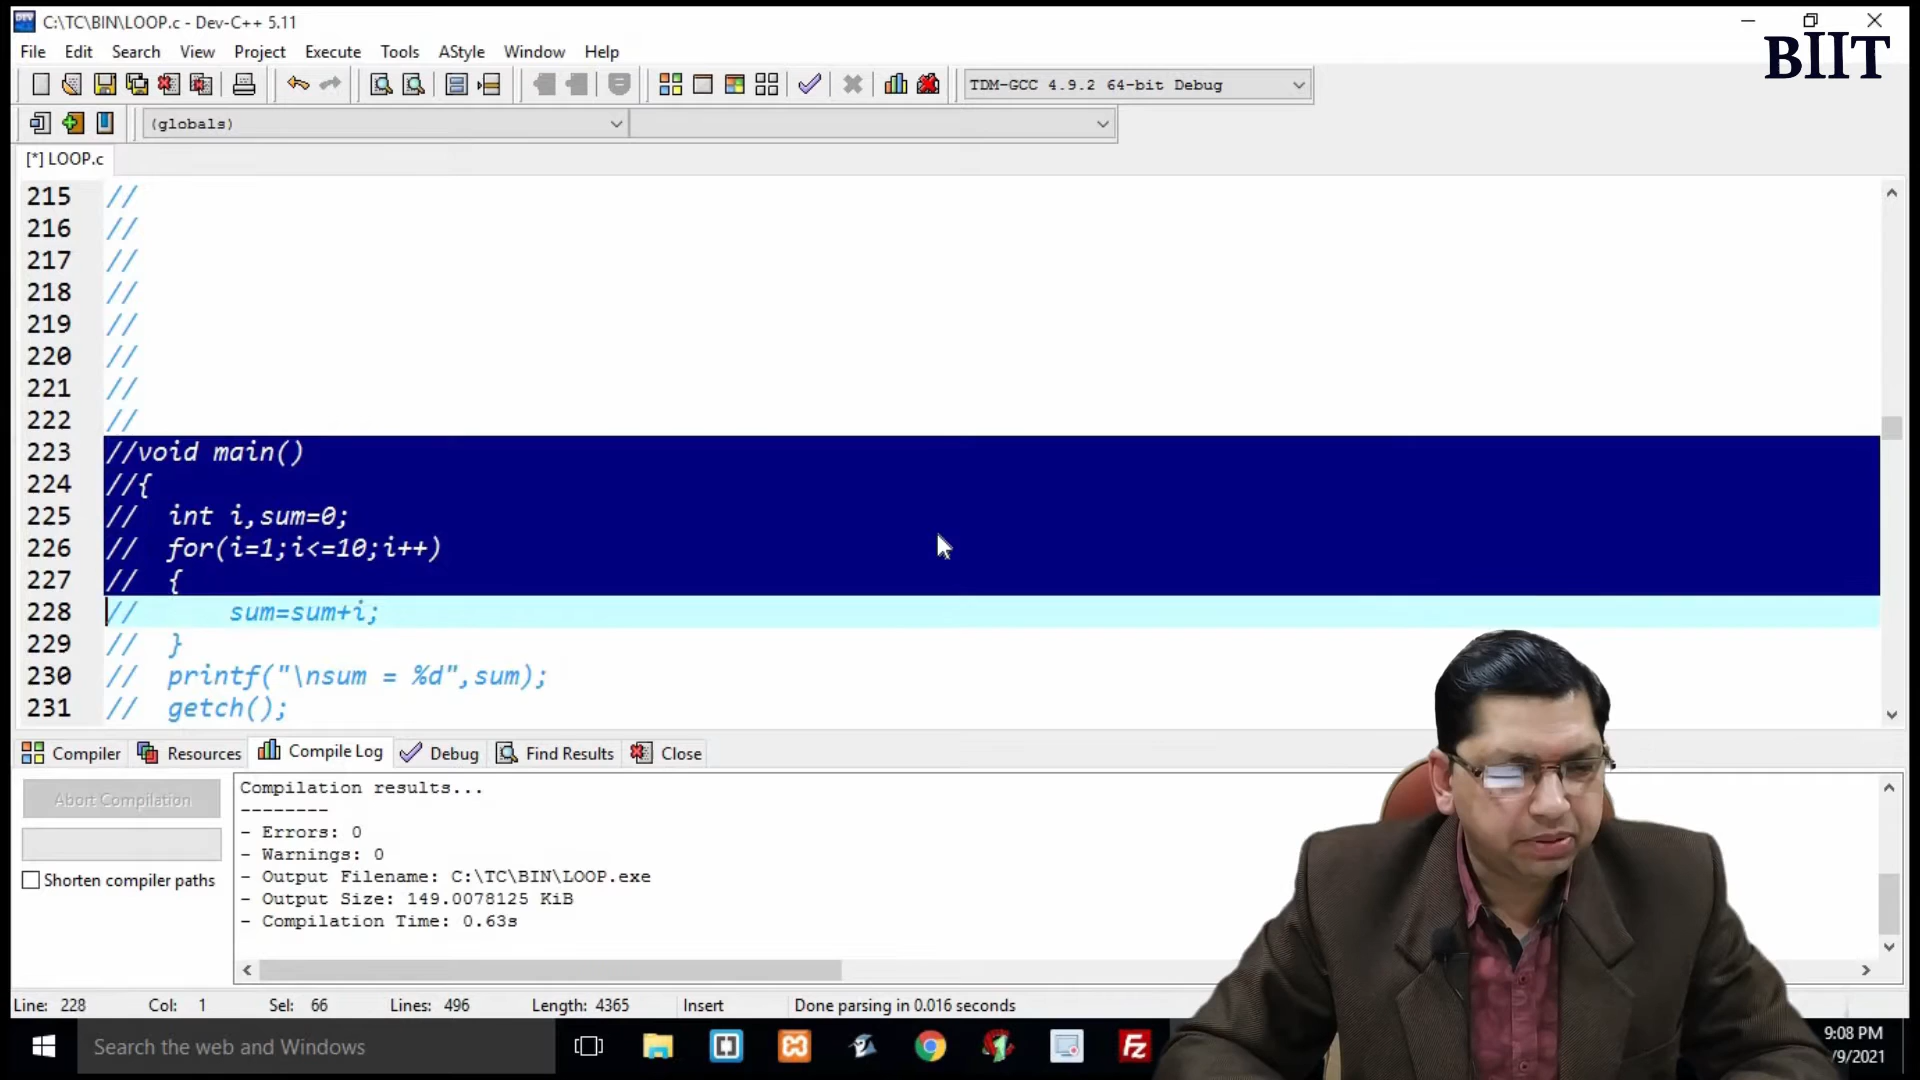 C:\TC\BIN\LOOP.c - Dev-C++ 5.11
BIIT
File Edit Search View Project Execute Tools AStyle Window Help
TDM-GCC 4.9.2 64-bit Debug
(globals)
[*] LOOP.c
215 //
216 //
217 //
218 //
219 //
220 //
221 //
222 //
223 //void main()
224 //{
225 // int i,sum=0;
226 // for(i=1;i<=10;i++)
227 // {
228 // sum=sum+i;
229 // }
230 // printf("\nsum = %d",sum);
231 // getch();
Compiler Resources Compile Log Debug Find Results Close
Abort Compilation
Shorten compiler paths
Compilation results...
--------
- Errors: 0
- Warnings: 0
- Output Filename: C:\TC\BIN\LOOP.exe
- Output Size: 149.0078125 KiB
- Compilation Time: 0.63s
Line: 228 Col: 1 Sel: 66 Lines: 496 Length: 4365 Insert Done parsing in 0.016 seconds
Search the web and Windows
9:08 PM
/9/2021